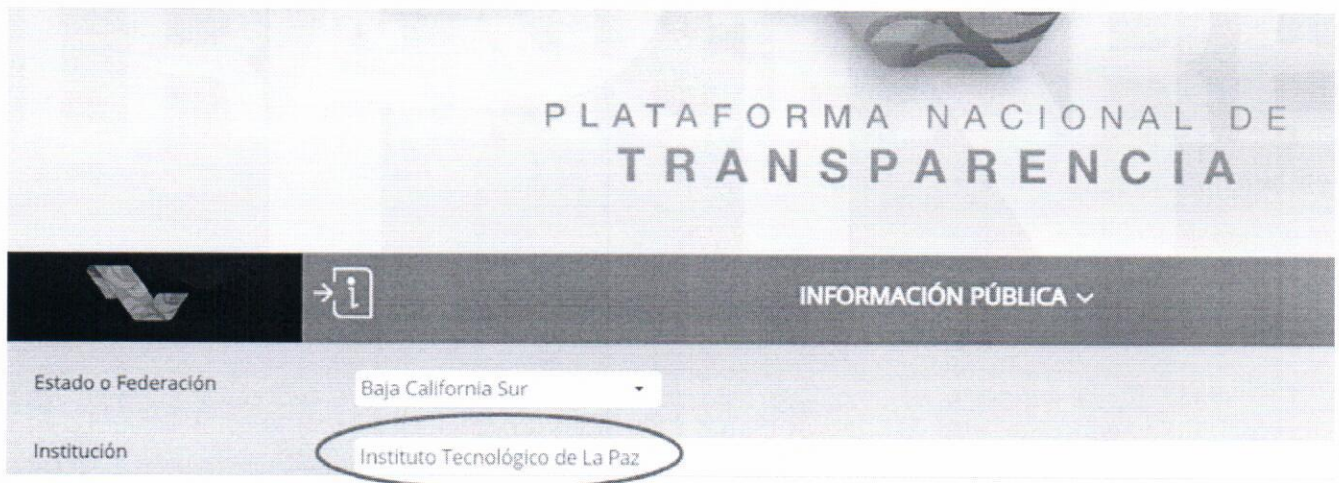 PLATAFORMA NACIONAL DE
TRANSPARENCIA
INFORMACIÓN PÚBLICA
Estado o Federación Baja California Sur
Institución Instituto Tecnológico de La Paz